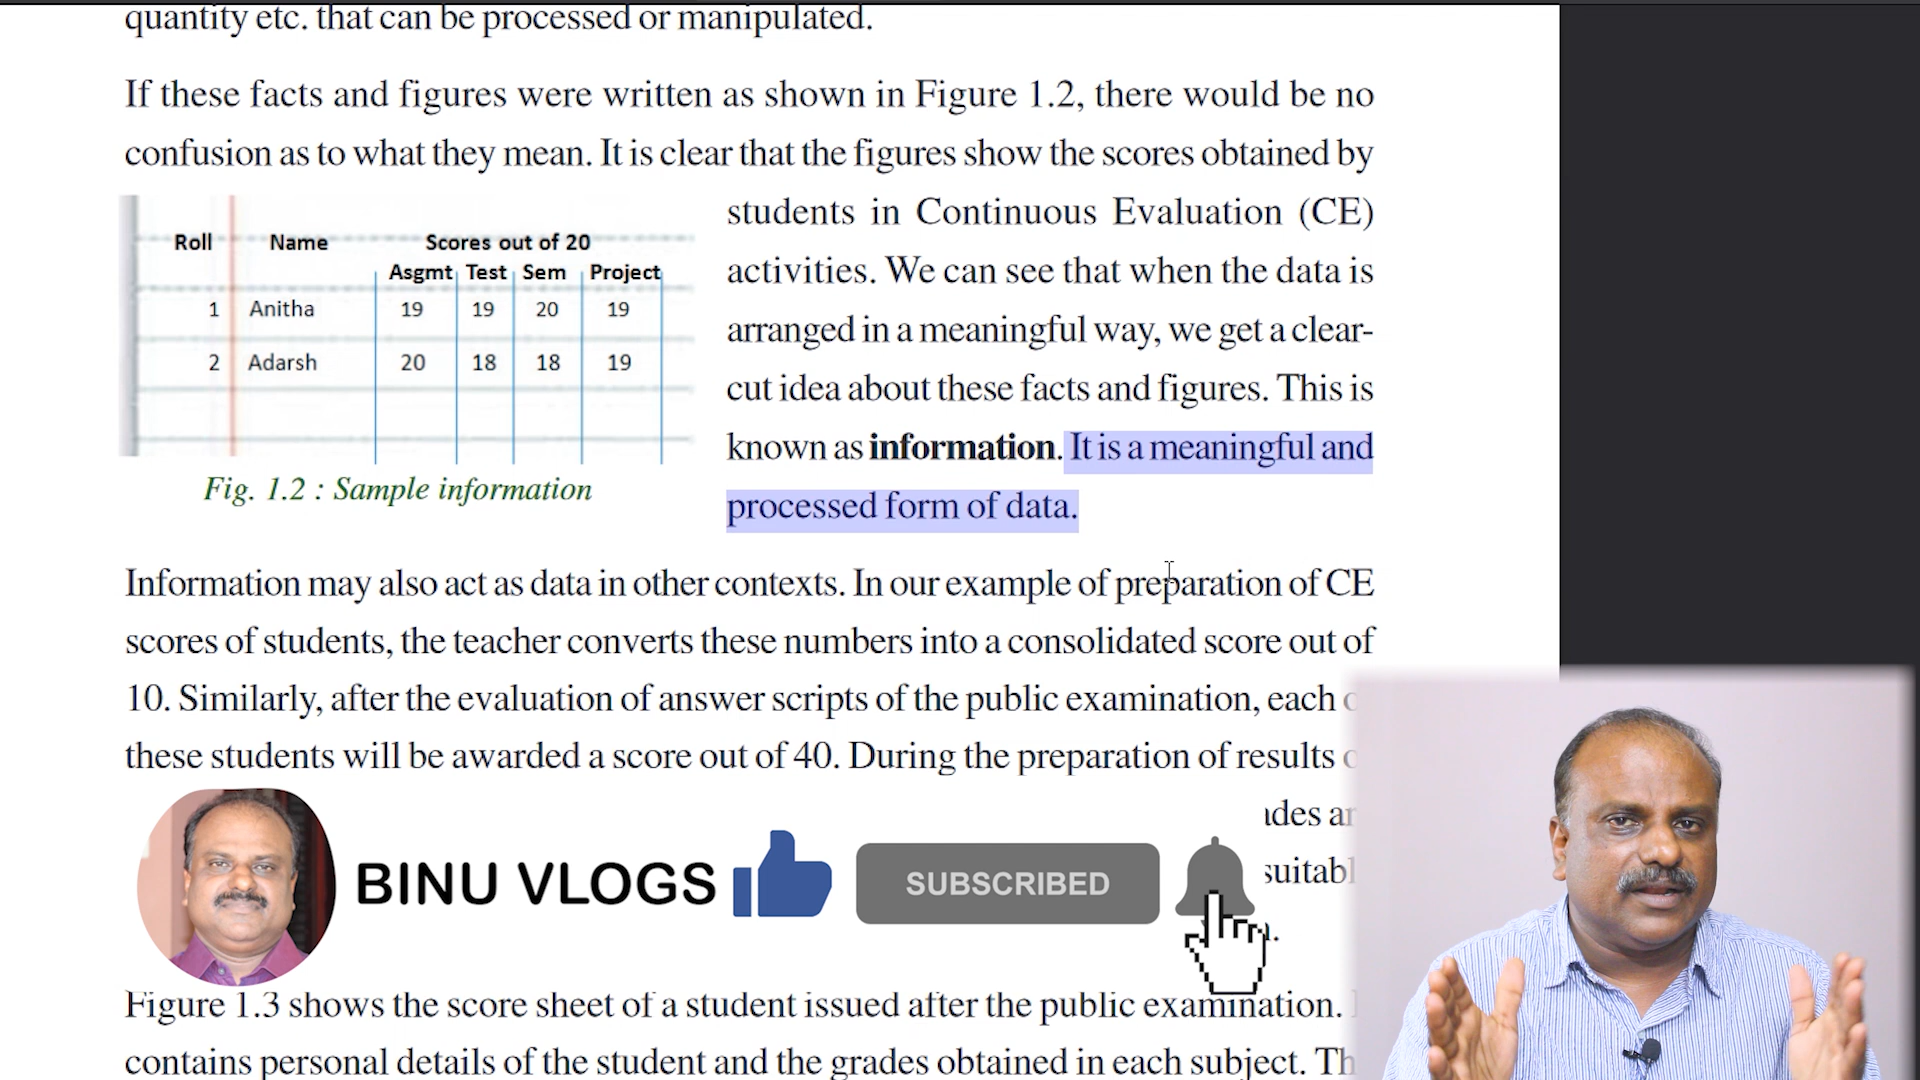 quantity etc. that can be processed or manipulated.
If these facts and figures were written as shown in Figure 1.2, there would be no
confusion as to what they mean. It is clear that the figures show the scores obtained by
students in Continuous Evaluation (CE)
activities. We can see that when the data is
arranged in a meaningful way, we get a clear-
cut idea about these facts and figures. This is
known as information. It is a meaningful and
processed form of data.
Roll Name Scores out of 20
Asgmt Test Sem Project
1 Anitha 19 19 20 19
2 Adarsh 20 18 18 19
Fig. 1.2 : Sample information
Information may also act as data in other contexts. In our example of preparation of CE
scores of students, the teacher converts these numbers into a consolidated score out of
10. Similarly, after the evaluation of answer scripts of the public examination, each
these students will be awarded a score out of 40. During the preparation of results
BINU VLOGS
SUBSCRIBED
Figure 1.3 shows the score sheet of a student issued after the public examination.
contains personal details of the student and the grades obtained in each subject.